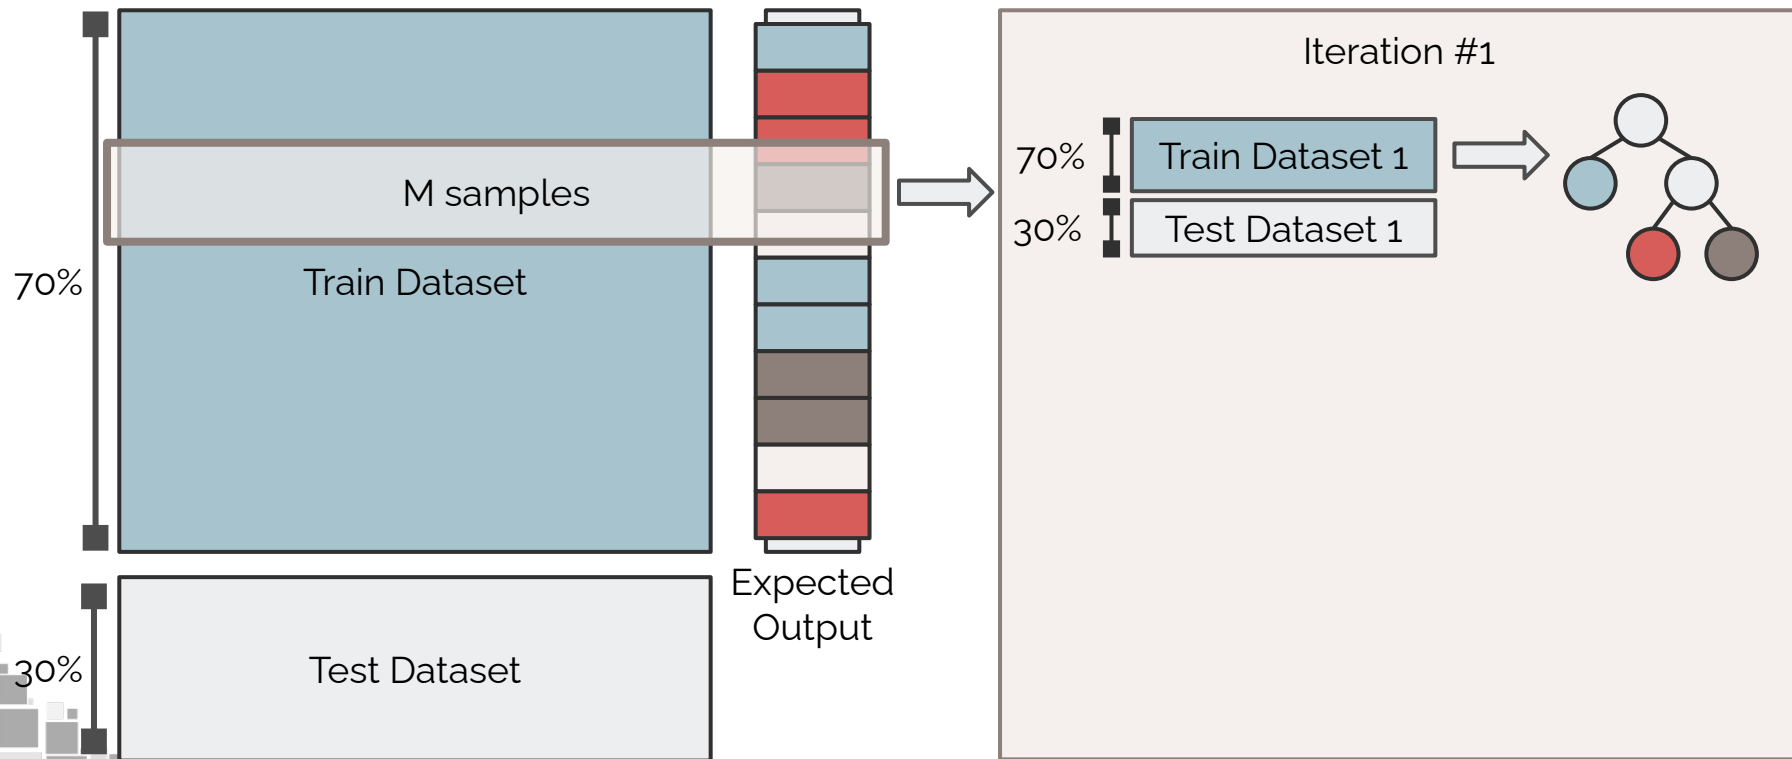 70%
M samples
Train Dataset
Expected
Output
30%
Test Dataset
Iteration #1
70%
Train Dataset 1
30%
Test Dataset 1